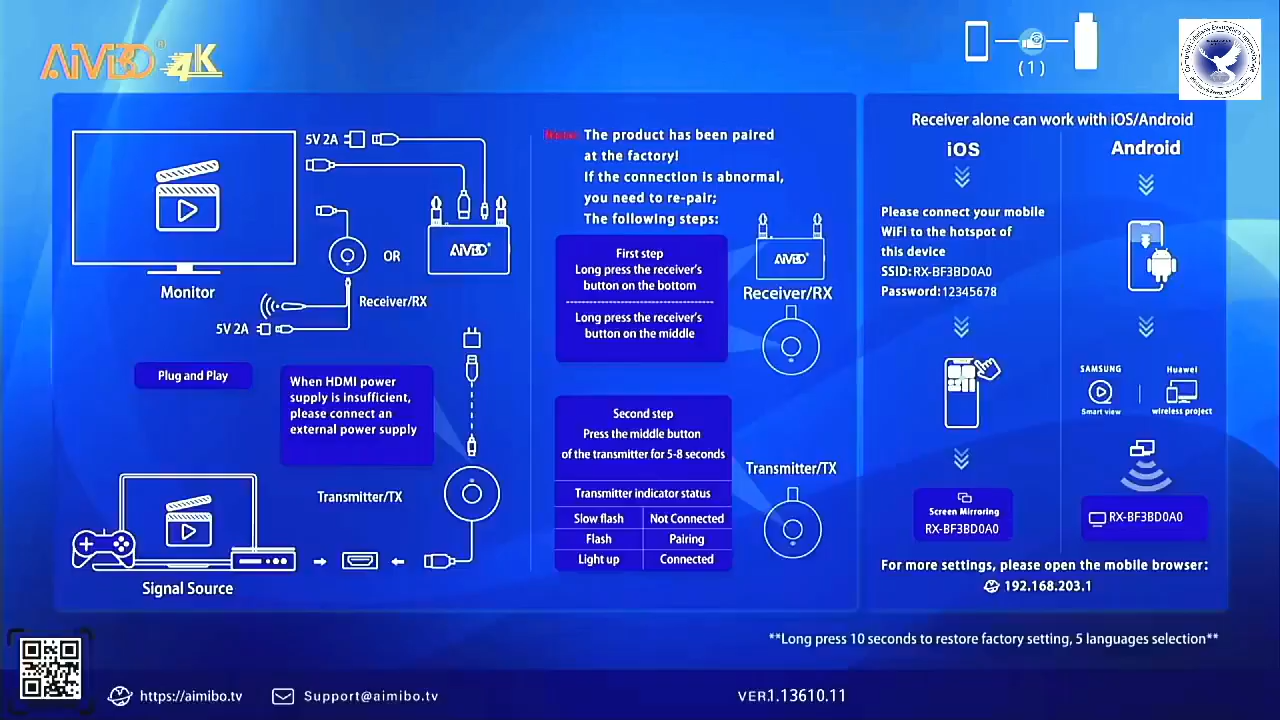 AIMIBO® 4K
(1)
5V 2A
OR
AIMIBO®
Monitor
Receiver/RX
5V 2A
Plug and Play
When HDMI power
supply is insufficient,
please connect an
external power supply
Transmitter/TX
Signal Source
The product has been paired
at the factory!
If the connection is abnormal,
you need to re-pair;
The following steps:
First step
Long press the receiver's
button on the bottom
Long press the receiver's
button on the middle
AIMIBO®
Receiver/RX
Second step
Press the middle button
of the transmitter for 5-8 seconds
Transmitter indicator status
Slow flash Not Connected
Flash Pairing
Light up Connected
Transmitter/TX
Receiver alone can work with iOS/Android
iOS
Please connect your mobile
WiFi to the hotspot of
this device
SSID:RX-BF3BD0A0
Password:12345678
Screen Mirroring
RX-BF3BD0A0
Android
SAMSUNG
Smart view
Huawei
wireless project
RX-BF3BD0A0
For more settings, please open the mobile browser:
192.168.203.1
**Long press 10 seconds to restore factory setting, 5 languages selection**
https://aimibo.tv
Support@aimibo.tv
VER1.13610.11